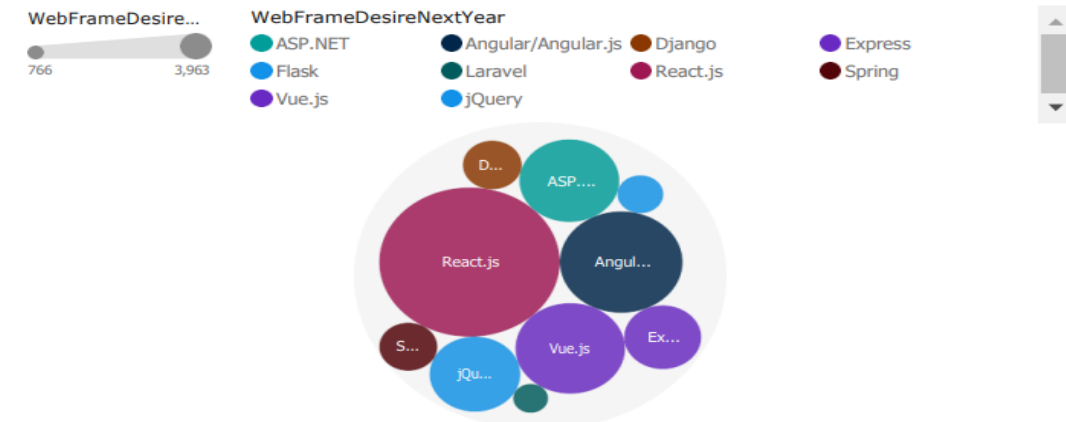 WebFrameDesire...
766 3,963
WebFrameDesireNextYear
ASP.NET Angular/Angular.js Django Express
Flask Laravel React.js Spring
Vue.js jQuery
D...
ASP....
React.js
Angul...
S...
jQu...
Vue.js
Ex...